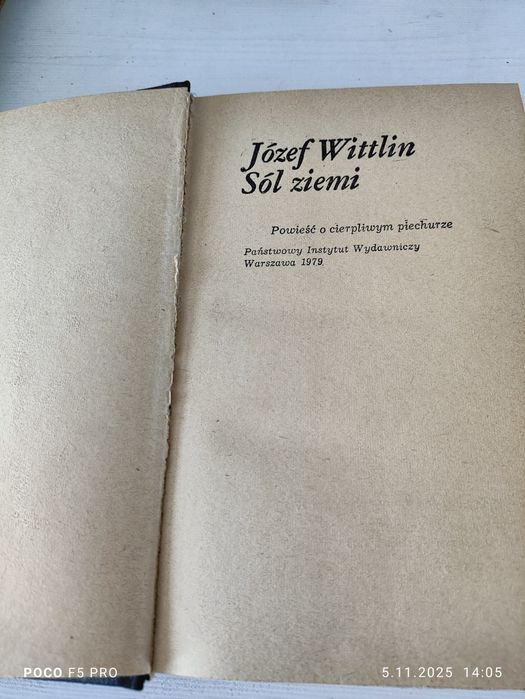 Józef Wittlin
Sól ziemi
Powieść o cierpliwym piechurze
Państwowy Instytut Wydawniczy
Warszawa 1979
POCO F5 PRO
5.11.2025 14:05